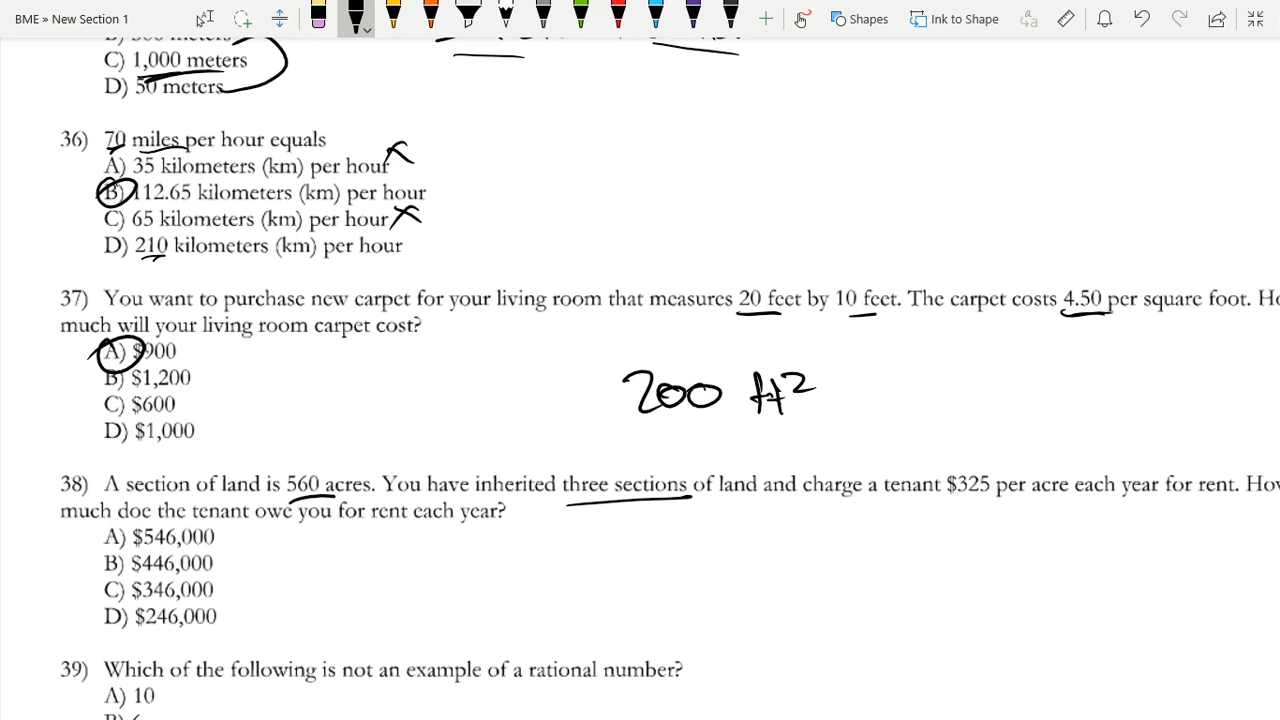 BME » New Section 1
Shapes
Ink to Shape
C) 1,000 meters
D) 50 meters
36) 70 miles per hour equals
A) 35 kilometers (km) per hour
B) 112.65 kilometers (km) per hour
C) 65 kilometers (km) per hour
D) 210 kilometers (km) per hour
37) You want to purchase new carpet for your living room that measures 20 feet by 10 feet. The carpet costs 4.50 per square foot.
much will your living room carpet cost?
A) $900
B) $1,200
C) $600
D) $1,000
200 ft²
38) A section of land is 560 acres. You have inherited three sections of land and charge a tenant $325 per acre each year for rent.
much doe the tenant owe you for rent each year?
A) $546,000
B) $446,000
C) $346,000
D) $246,000
39) Which of the following is not an example of a rational number?
A) 10